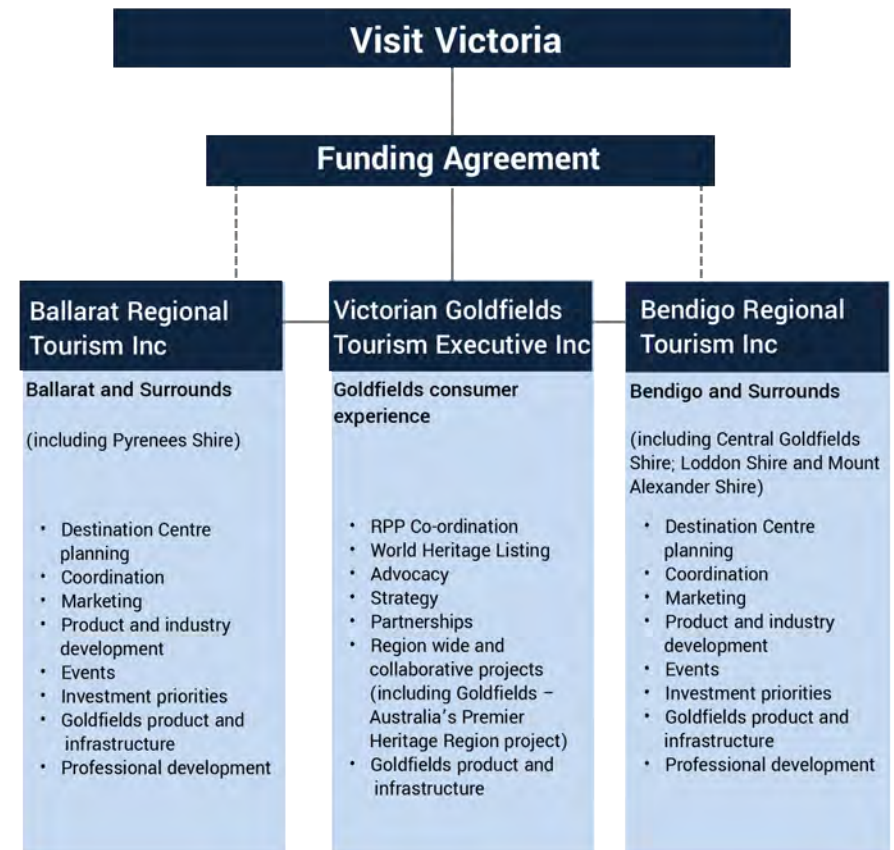 Visit Victoria
Funding Agreement
Ballarat Regional
Tourism Inc
Ballarat and Surrounds
(including Pyrenees Shire)
• Destination Centre
planning
• Coordination
• Marketing
• Product and industry
development
• Events
• Investment priorities
• Goldfields product and
infrastructure
• Professional development
Victorian Goldfields
Tourism Executive Inc
Goldfields consumer
experience
• RPP Co-ordination
• World Heritage Listing
• Advocacy
• Strategy
• Partnerships
• Region wide and
collaborative projects
(including Goldfields –
Australia's Premier
Heritage Region project)
• Goldfields product and
infrastructure
Bendigo Regional
Tourism Inc
Bendigo and Surrounds
(including Central Goldfields
Shire; Loddon Shire and Mount
Alexander Shire)
• Destination Centre
planning
• Coordination
• Marketing
• Product and industry
development
• Events
• Investment priorities
• Goldfields product and
infrastructure
• Professional development